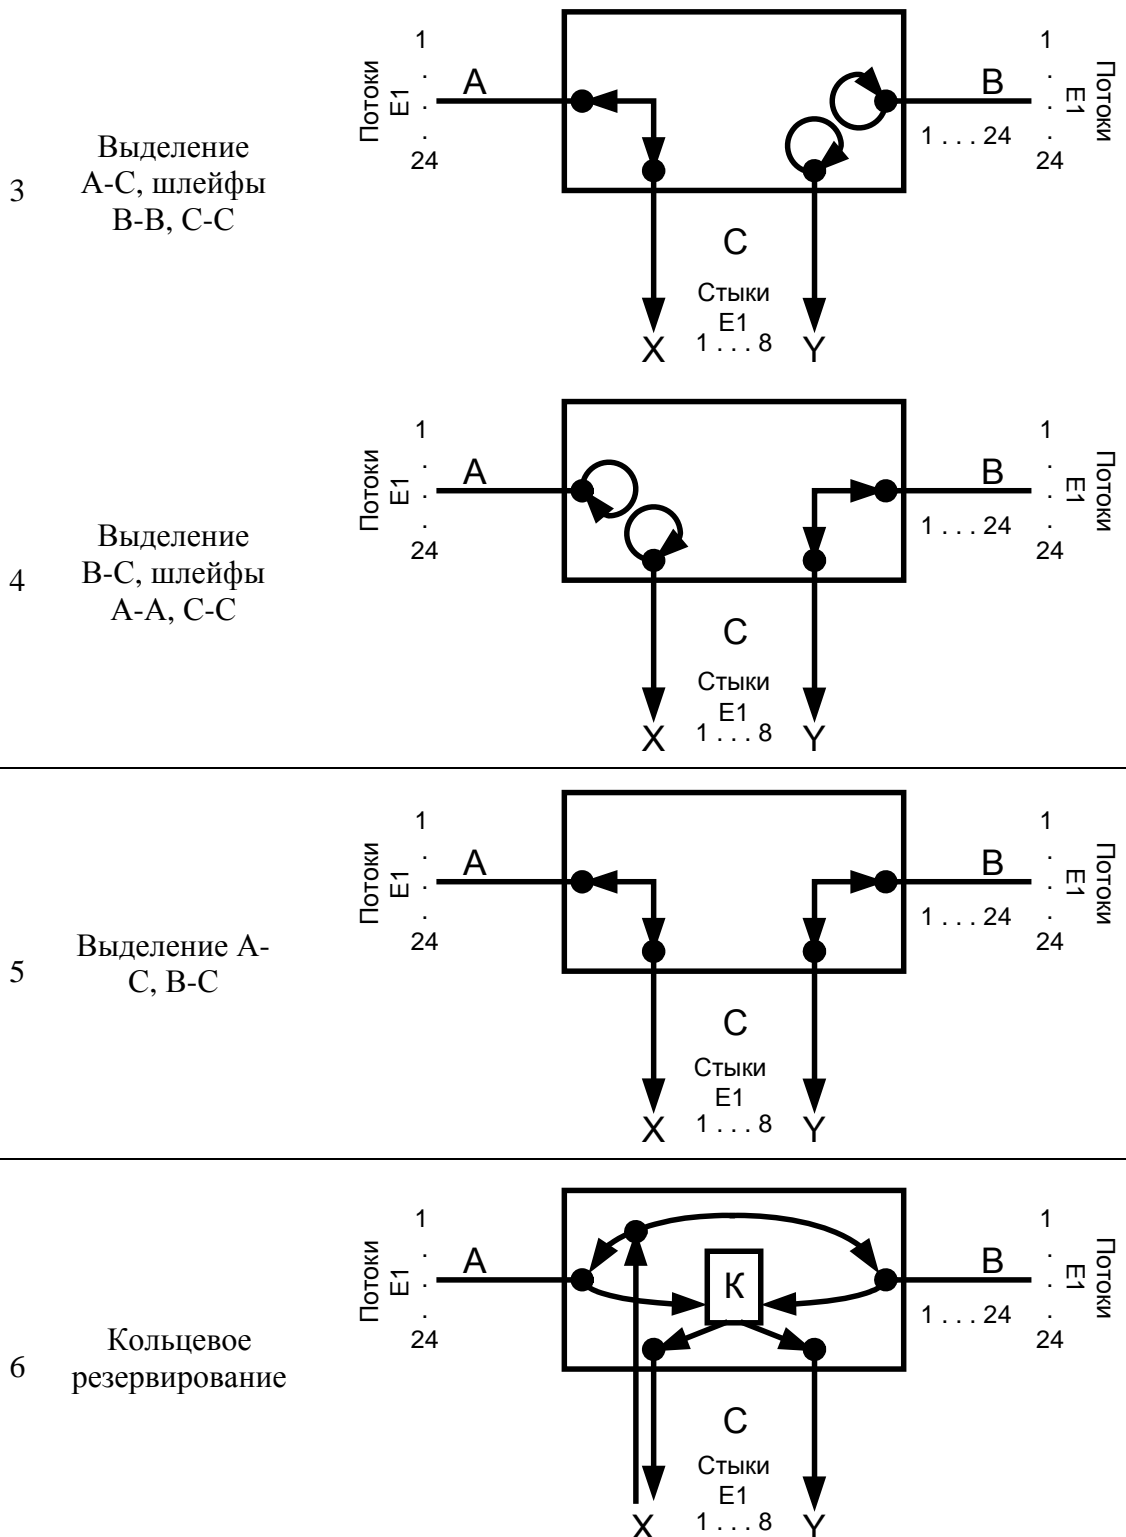 3
Выделение
А-С, шлейфы
В-В, С-С
Потоки
E1
1
.
.
.
24
A
B
1 . . . 24
1
.
.
.
24
Потоки
E1
C
Стыки
E1
1 . . . 8
X
Y
4
Выделение
В-С, шлейфы
А-А, С-С
Потоки
E1
1
.
.
.
24
A
B
1 . . . 24
1
.
.
.
24
Потоки
E1
C
Стыки
E1
1 . . . 8
X
Y
5
Выделение А-
С, В-С
Потоки
E1
1
.
.
.
24
A
B
1 . . . 24
1
.
.
.
24
Потоки
E1
C
Стыки
E1
1 . . . 8
X
Y
6
Кольцевое
резервирование
Потоки
E1
1
.
.
.
24
A
К
B
1 . . . 24
1
.
.
.
24
Потоки
E1
C
Стыки
E1
1 . . . 8
X
Y